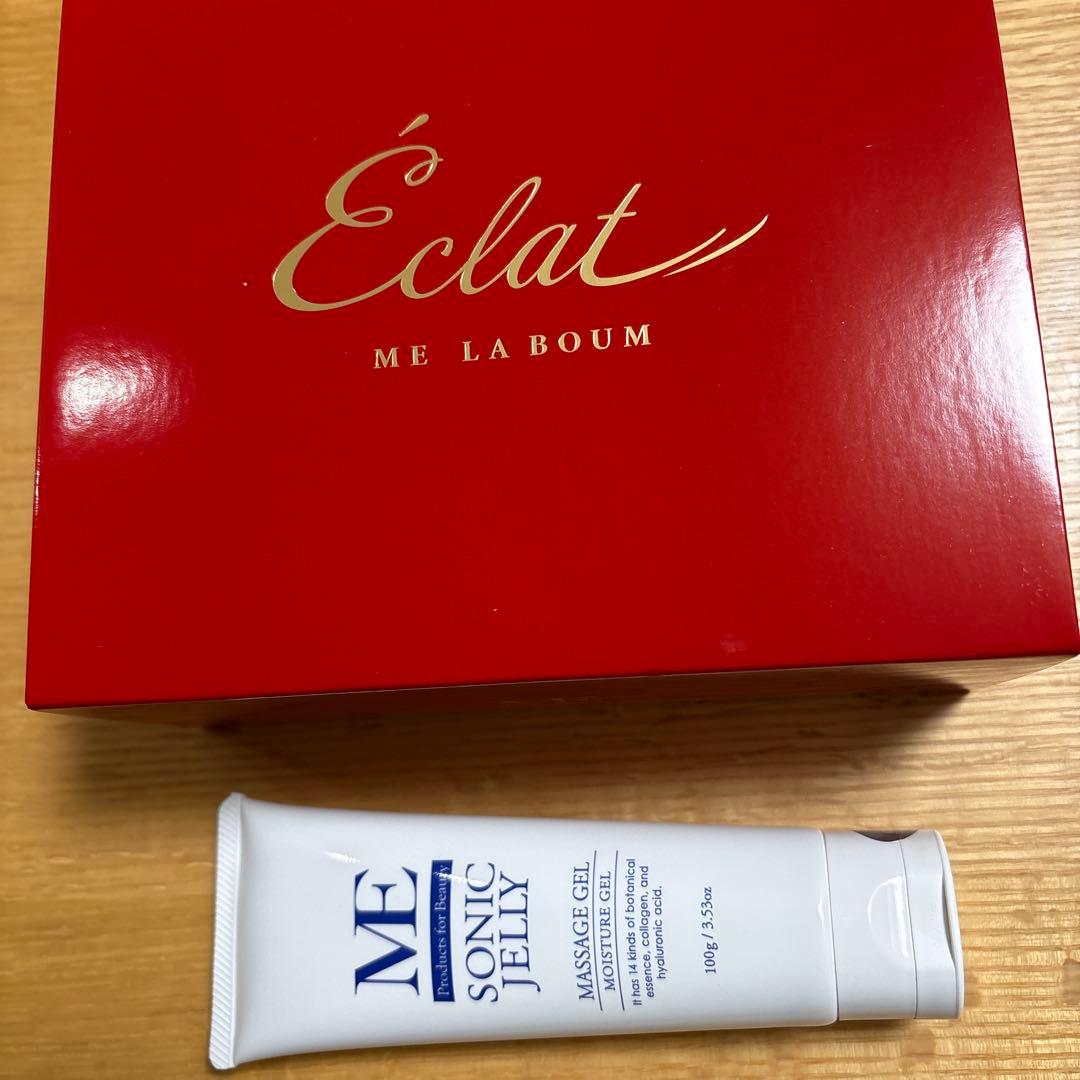 Éclat
ME LA BOUM
ME
Products for Beauty
SONIC
JELLY
MASSAGE GEL
MOISTURE GEL
It has 14 kinds of botanical
essence, collagen, and
hyaluronic acid.
100g / 3.53oz